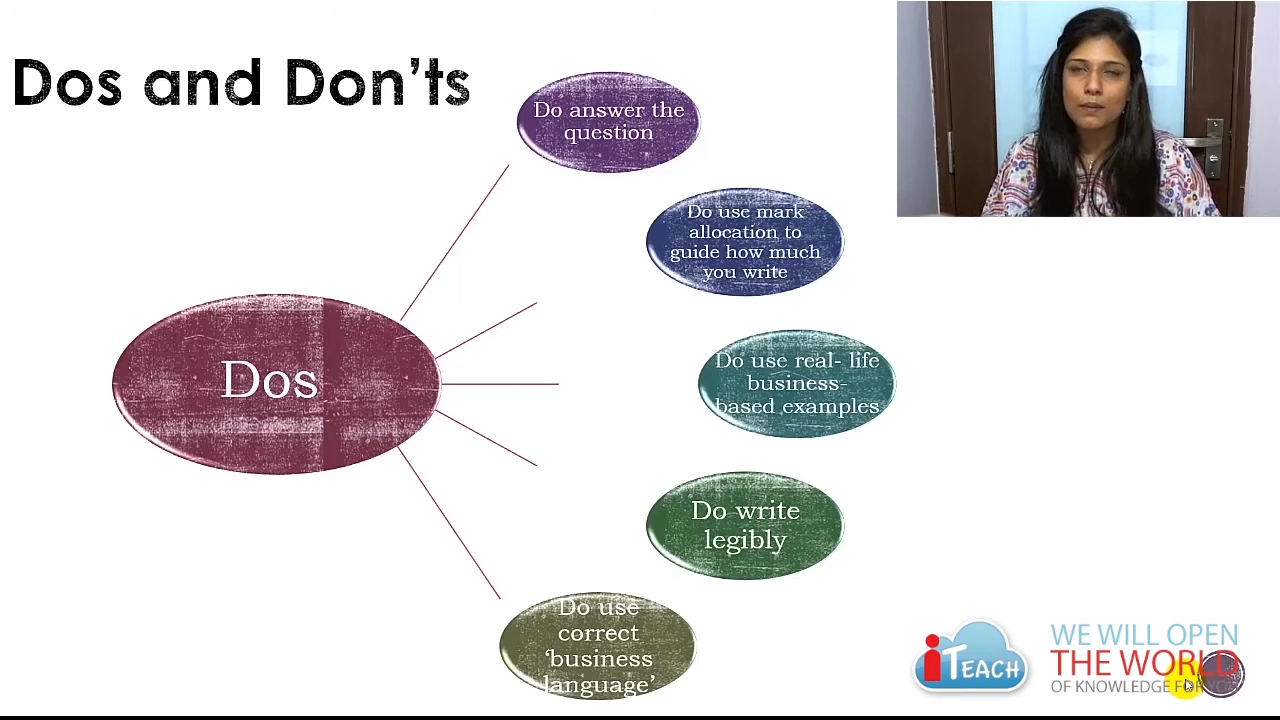 Dos and Don'ts
Do answer the
question
Do use mark
allocation to
guide how much
you write
Dos
Do use real- life
business-
based examples
Do write
legibly
Do use
correct
'business
language'
iTEACH
WE WILL OPEN
THE WORLD
OF KNOWLEDGE FOR YOU